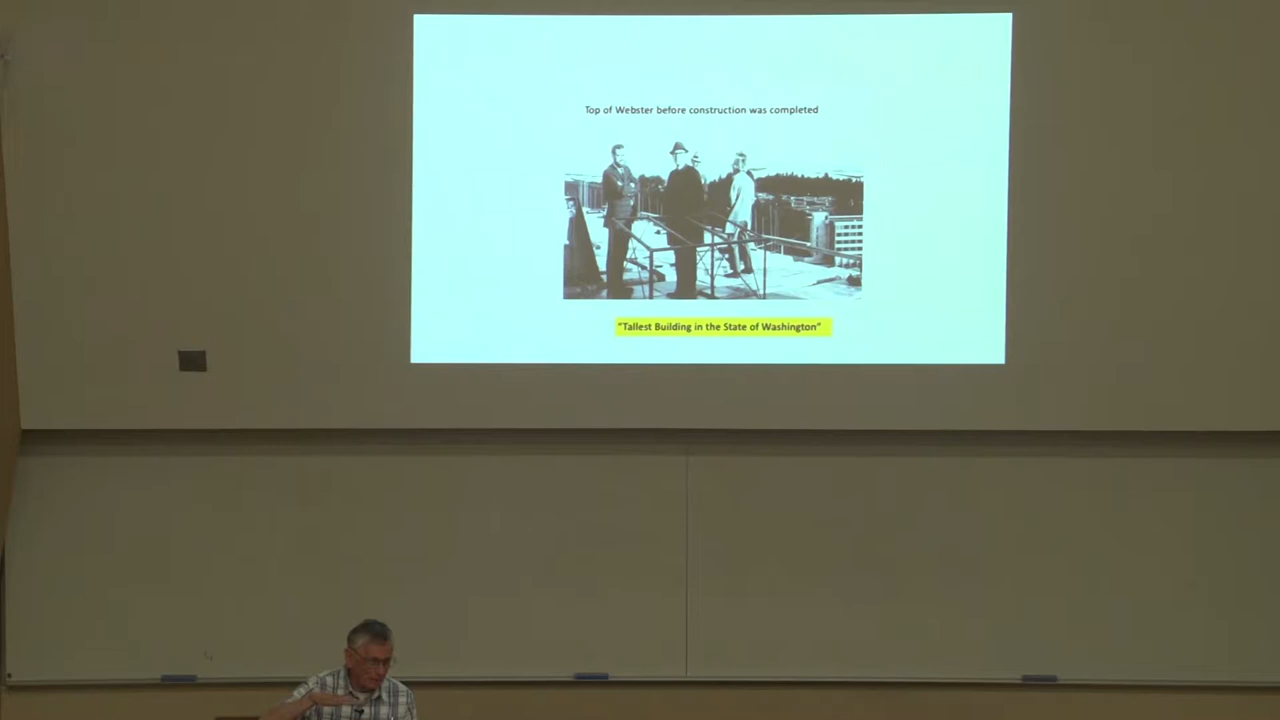 Top of Webster before construction was completed
“Tallest Building in the State of Washington”